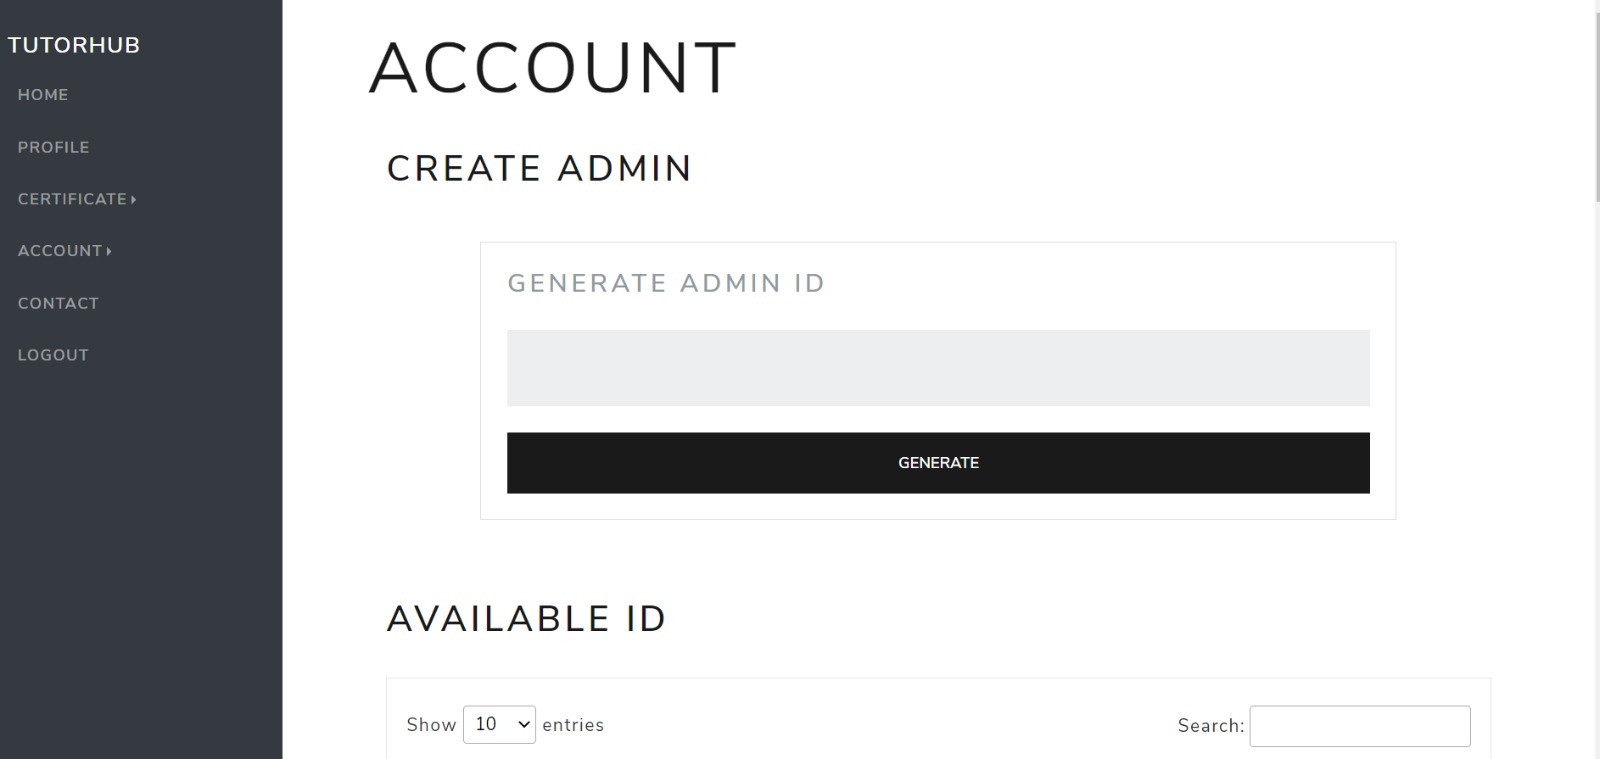 TUTORHUB
HOME
PROFILE
CERTIFICATE
ACCOUNT
CONTACT
LOGOUT
ACCOUNT
CREATE ADMIN
GENERATE ADMIN ID
GENERATE
AVAILABLE ID
Show 10 entries
Search: